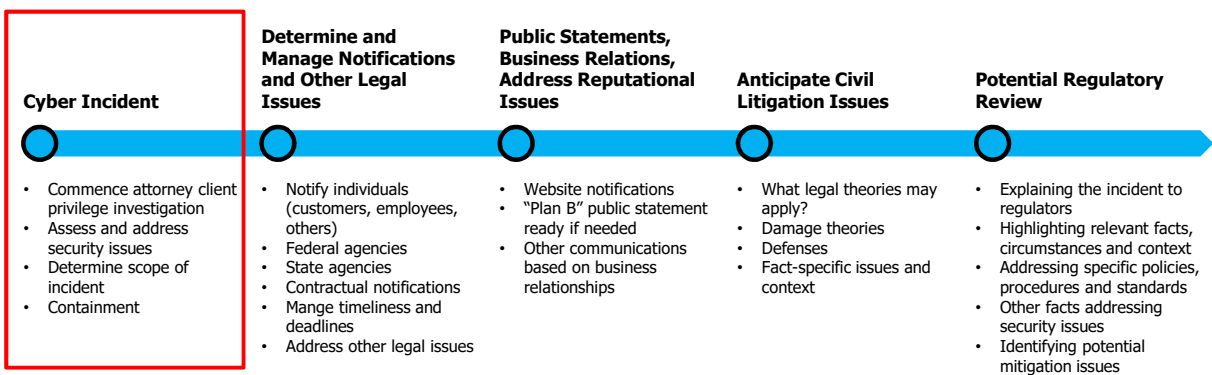 Cyber Incident
• Commence attorney client
privilege investigation
• Assess and address
security issues
• Determine scope of
incident
• Containment
Determine and
Manage Notifications
and Other Legal
Issues
• Notify individuals
(customers, employees,
others)
• Federal agencies
• State agencies
• Contractual notifications
• Mange timeliness and
deadlines
• Address other legal issues
Public Statements,
Business Relations,
Address Reputational
Issues
• Website notifications
• “Plan B” public statement
ready if needed
• Other communications
based on business
relationships
Anticipate Civil
Litigation Issues
• What legal theories may
apply?
• Damage theories
• Defenses
• Fact-specific issues and
context
Potential Regulatory
Review
• Explaining the incident to
regulators
• Highlighting relevant facts,
circumstances and context
• Addressing specific policies,
procedures and standards
• Other facts addressing
security issues
• Identifying potential
mitigation issues